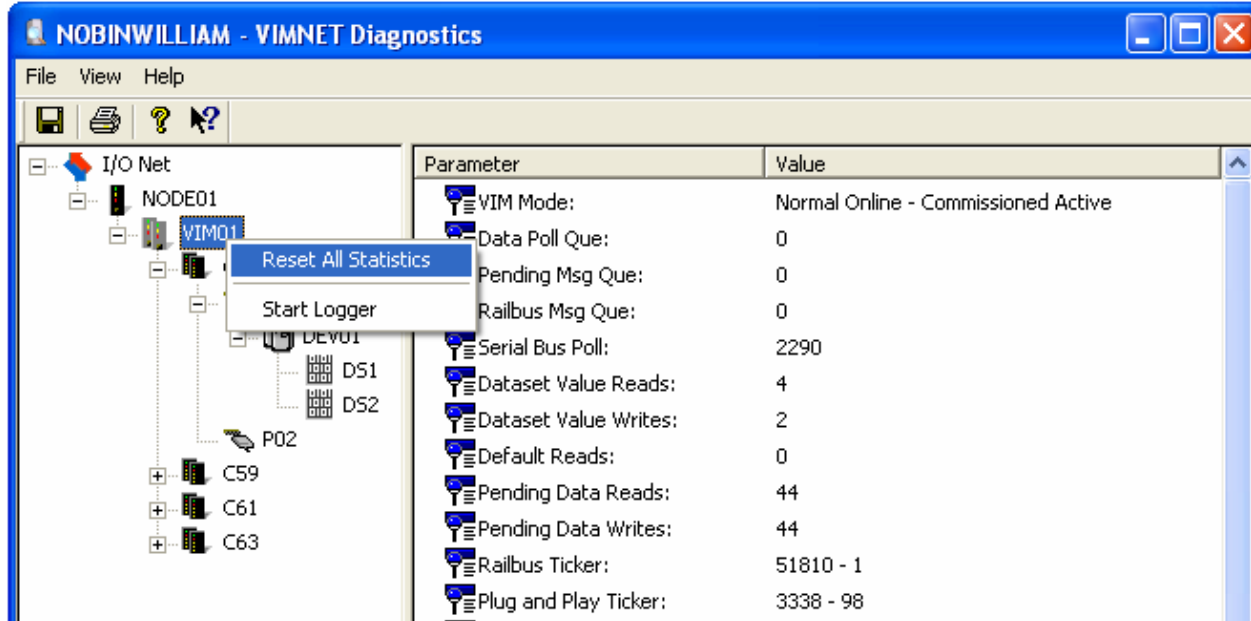 NOBINWILLIAM - VIMNET Diagnostics
File View Help
I/O Net
NODE01
VIM01
Reset All Statistics
Start Logger
DEV01
DS1
DS2
P02
C59
C61
C63
Parameter Value
VIM Mode: Normal Online - Commissioned Active
Data Poll Que: 0
Pending Msg Que: 0
Railbus Msg Que: 0
Serial Bus Poll: 2290
Dataset Value Reads: 4
Dataset Value Writes: 2
Default Reads: 0
Pending Data Reads: 44
Pending Data Writes: 44
Railbus Ticker: 51810 - 1
Plug and Play Ticker: 3338 - 98